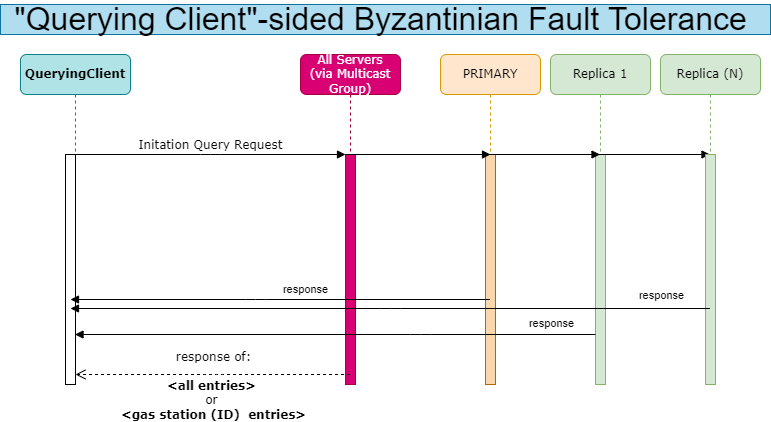 "Querying Client"-sided Byzantinian Fault Tolerance
QueryingClient
All Servers
(via Multicast
Group)
PRIMARY
Replica 1
Replica (N)
Initation Query Request
response
response
response
response of:
<all entries>
or
<gas station (ID) entries>